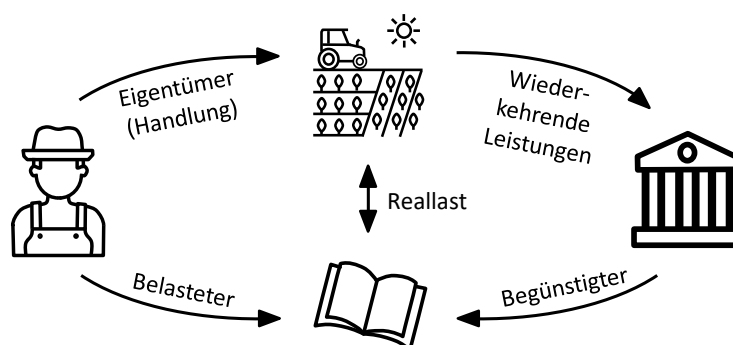 Eigentümer
(Handlung)
Wieder-
kehrende
Leistungen
Reallast
Belasteter
Begünstigter